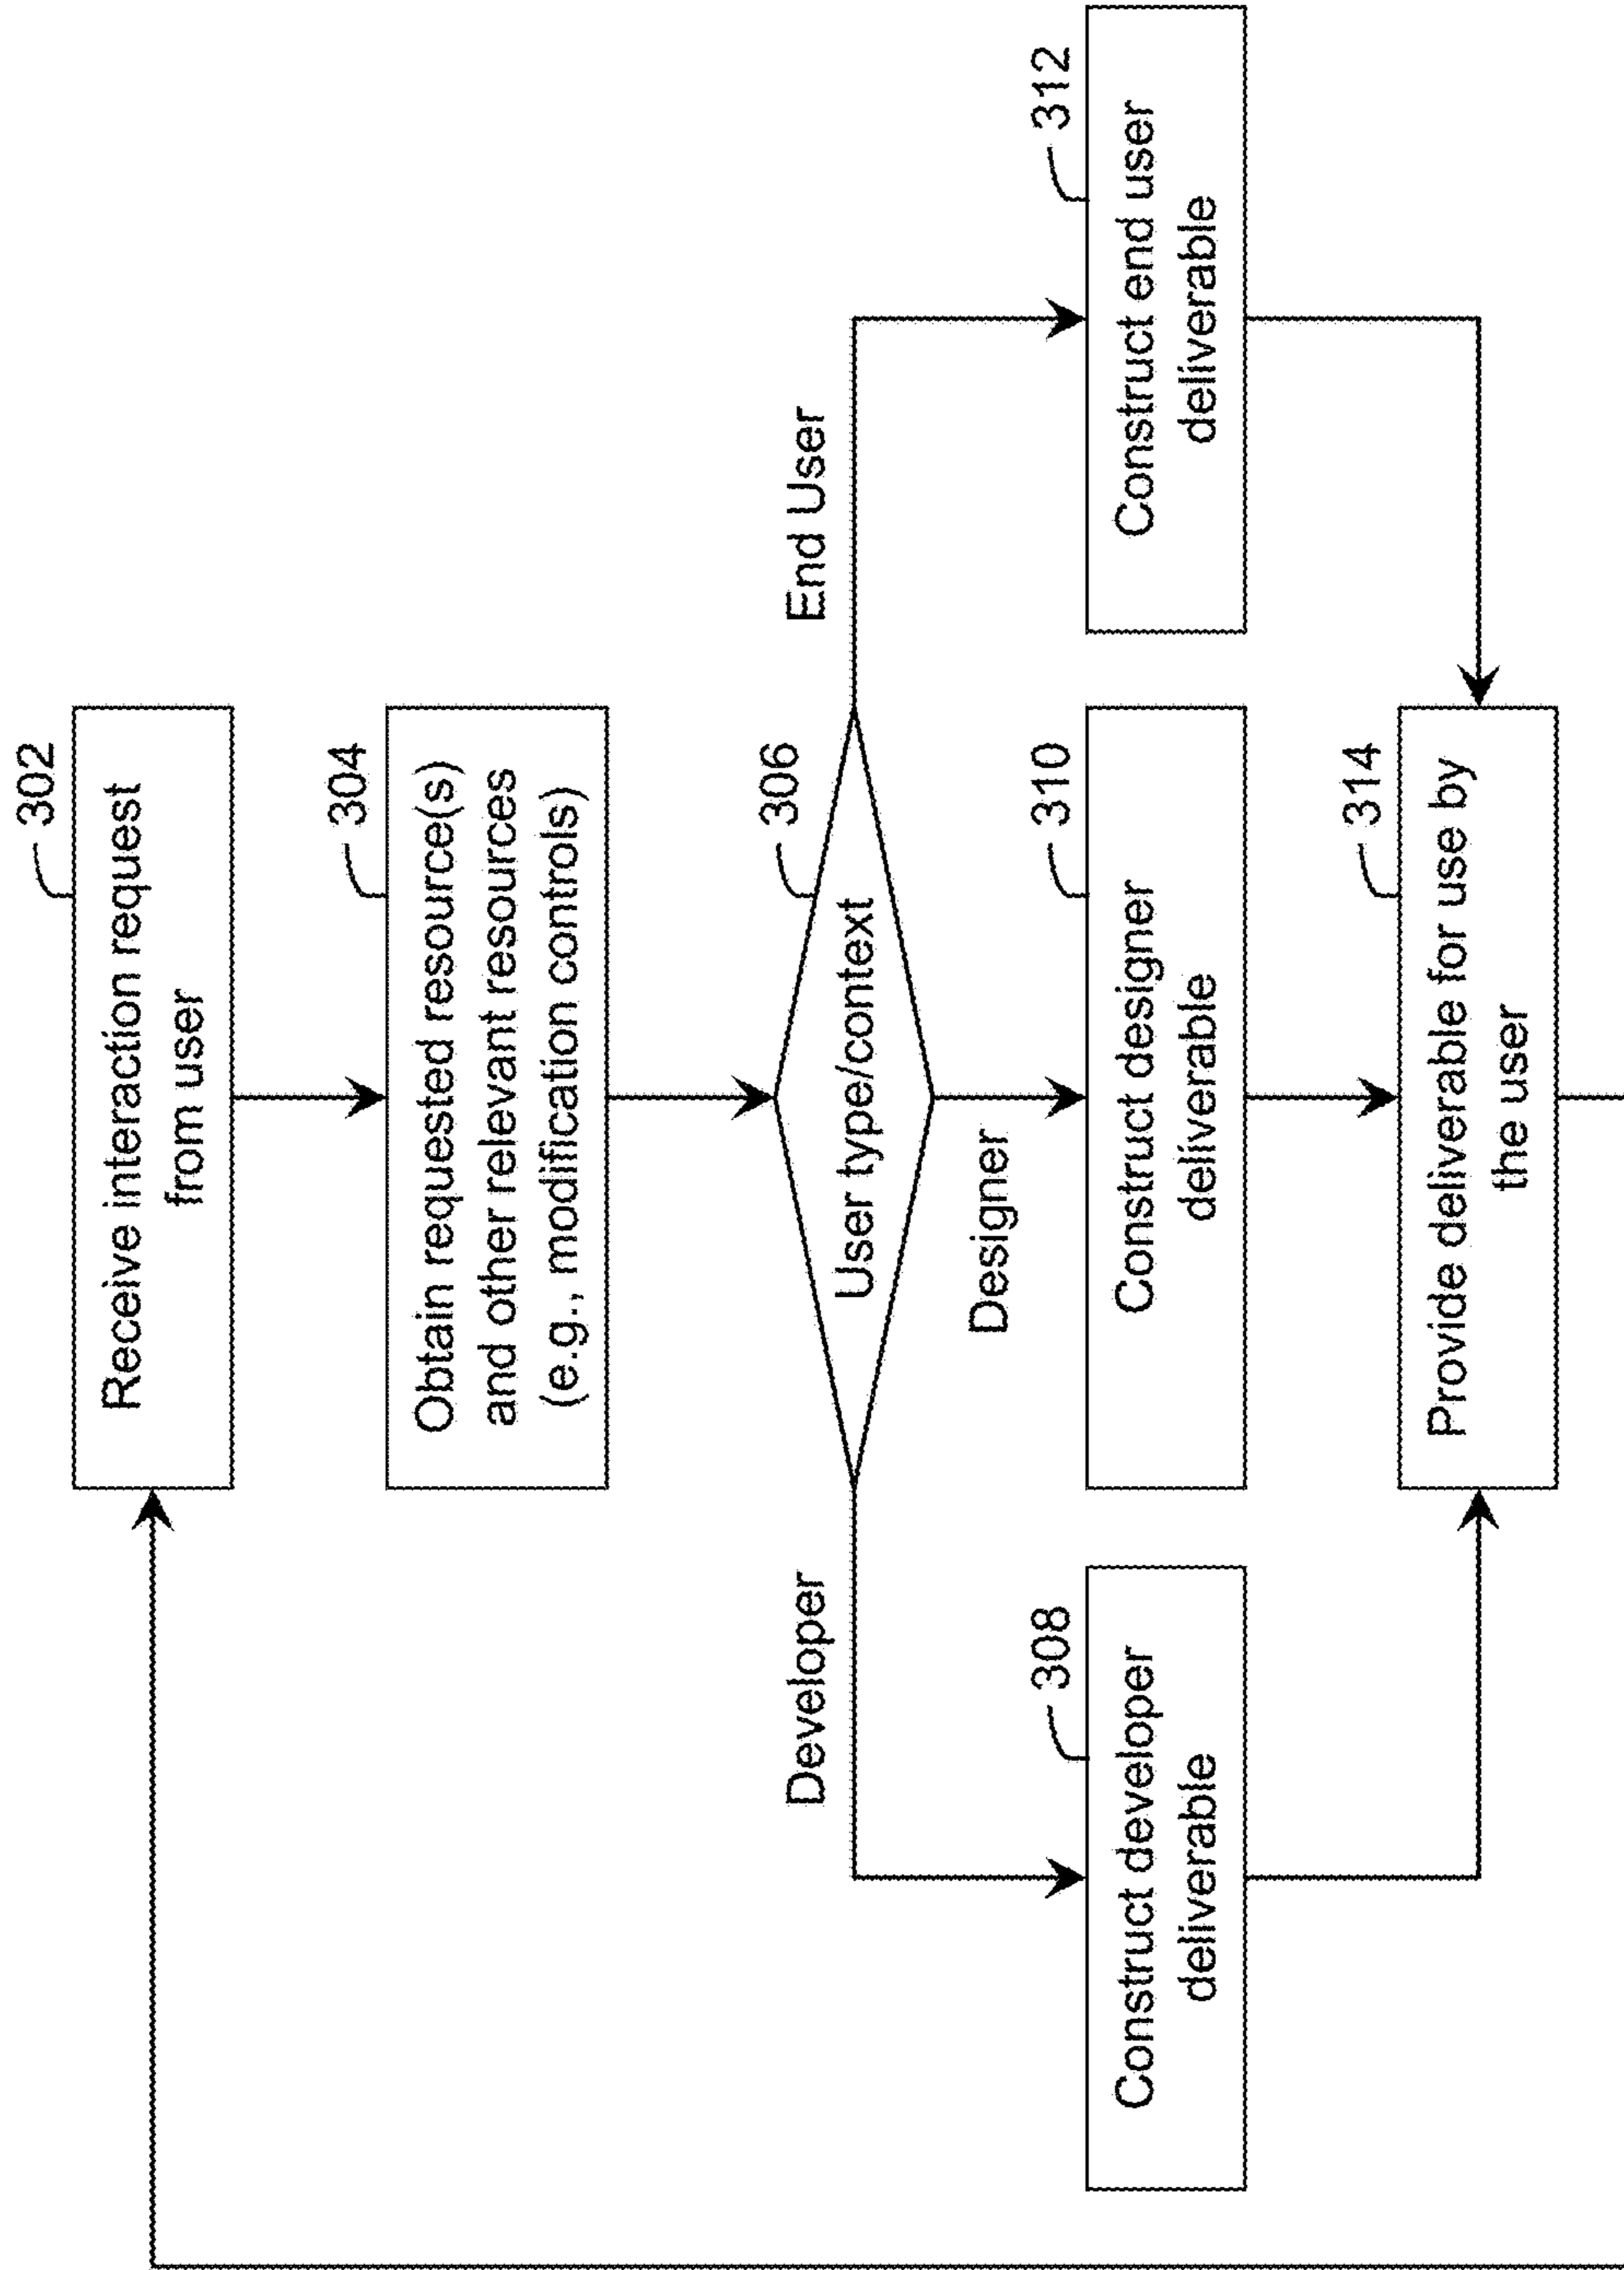 302
Receive interaction request
from user
304
Obtain requested resource(s)
and other relevant resources
(e.g., modification controls)
306
User type/context
Developer
Designer
End User
308
Construct developer
deliverable
310
Construct designer
deliverable
312
Construct end user
deliverable
314
Provide deliverable for use by
the user